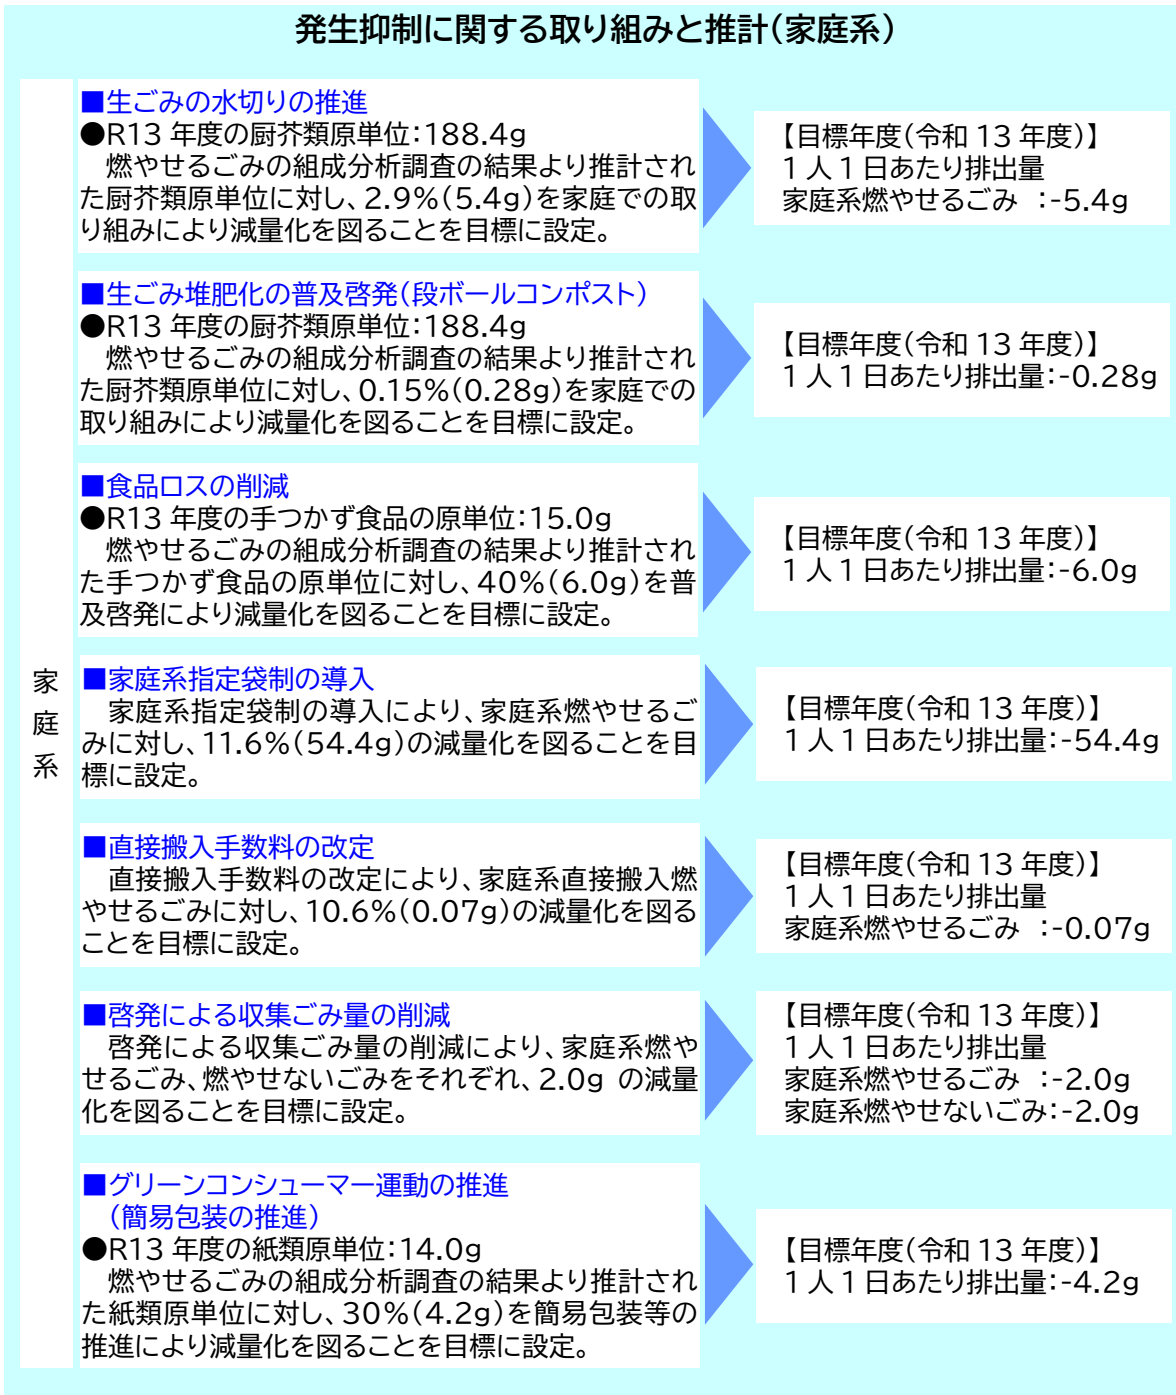 発生抑制に関する取り組みと推計(家庭系)
家庭系
■生ごみの水切りの推進
●R13 年度の厨芥類原単位:188.4g
燃やせるごみの組成分析調査の結果より推計され
た厨芥類原単位に対し、2.9%(5.4g)を家庭での取
り組みにより減量化を図ることを目標に設定。
【目標年度(令和 13 年度)】
1人1日あたり排出量
家庭系燃やせるごみ :-5.4g
■生ごみ堆肥化の普及啓発(段ボールコンポスト)
●R13 年度の厨芥類原単位:188.4g
燃やせるごみの組成分析調査の結果より推計され
た厨芥類原単位に対し、0.15%(0.28g)を家庭での
取り組みにより減量化を図ることを目標に設定。
【目標年度(令和 13 年度)】
1人1日あたり排出量:-0.28g
■食品ロスの削減
●R13 年度の手つかず食品の原単位:15.0g
燃やせるごみの組成分析調査の結果より推計され
た手つかず食品の原単位に対し、40%(6.0g)を普
及啓発により減量化を図ることを目標に設定。
【目標年度(令和 13 年度)】
1人1日あたり排出量:-6.0g
■家庭系指定袋制の導入
家庭系指定袋制の導入により、家庭系燃やせるご
みに対し、11.6%(54.4g)の減量化を図ることを目
標に設定。
【目標年度(令和 13 年度)】
1人1日あたり排出量:-54.4g
■直接搬入手数料の改定
直接搬入手数料の改定により、家庭系直接搬入燃
やせるごみに対し、10.6%(0.07g)の減量化を図る
ことを目標に設定。
【目標年度(令和 13 年度)】
1人1日あたり排出量
家庭系燃やせるごみ :-0.07g
■啓発による収集ごみ量の削減
啓発による収集ごみ量の削減により、家庭系燃や
せるごみ、燃やせないごみをそれぞれ、2.0g の減量
化を図ることを目標に設定。
【目標年度(令和 13 年度)】
1人1日あたり排出量
家庭系燃やせるごみ :-2.0g
家庭系燃やせないごみ:-2.0g
■グリーンコンシューマー運動の推進
(簡易包装の推進)
●R13 年度の紙類原単位:14.0g
燃やせるごみの組成分析調査の結果より推計され
た紙類原単位に対し、30%(4.2g)を簡易包装等の
推進により減量化を図ることを目標に設定。
【目標年度(令和 13 年度)】
1人1日あたり排出量:-4.2g